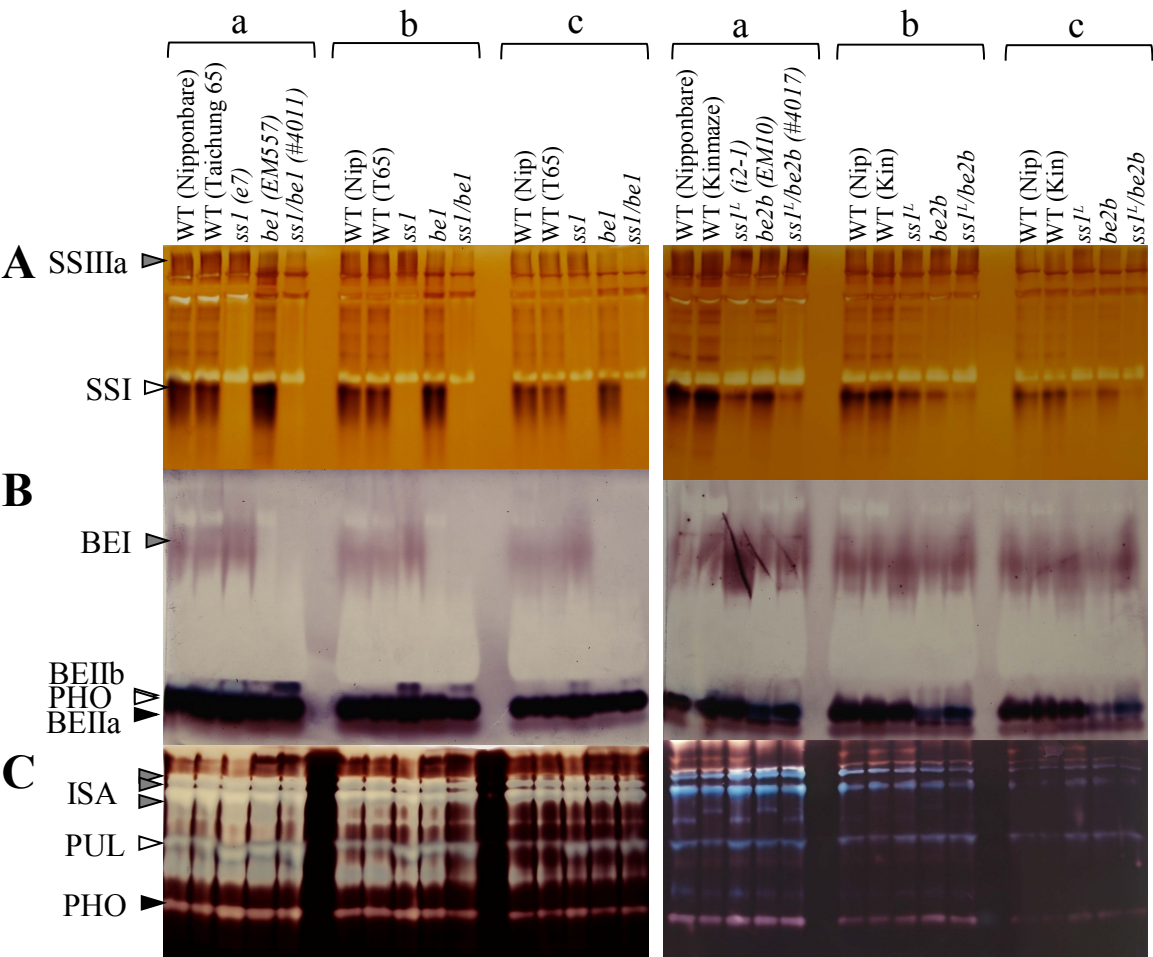 a b c a b c
WT (Nipponbare)
WT (Taichung 65)
ss1 (e7)
be1 (EM557)
ss1/be1 (#4011)
WT (Nip)
WT (T65)
ss1
be1
ss1/be1
WT (Nip)
WT (T65)
ss1
be1
ss1/be1
WT (Nipponbare)
WT (Kinmaze)
ss1ᴸ (i2-1)
be2b (EM10)
ss1ᴸ/be2b (#4017)
WT (Nip)
WT (Kin)
ss1ᴸ
be2b
ss1ᴸ/be2b
WT (Nip)
WT (Kin)
ss1ᴸ
be2b
ss1ᴸ/be2b
A
SSIIIa
SSI
B
BEI
BEIIb
PHO
BEIIa
C
ISA
PUL
PHO